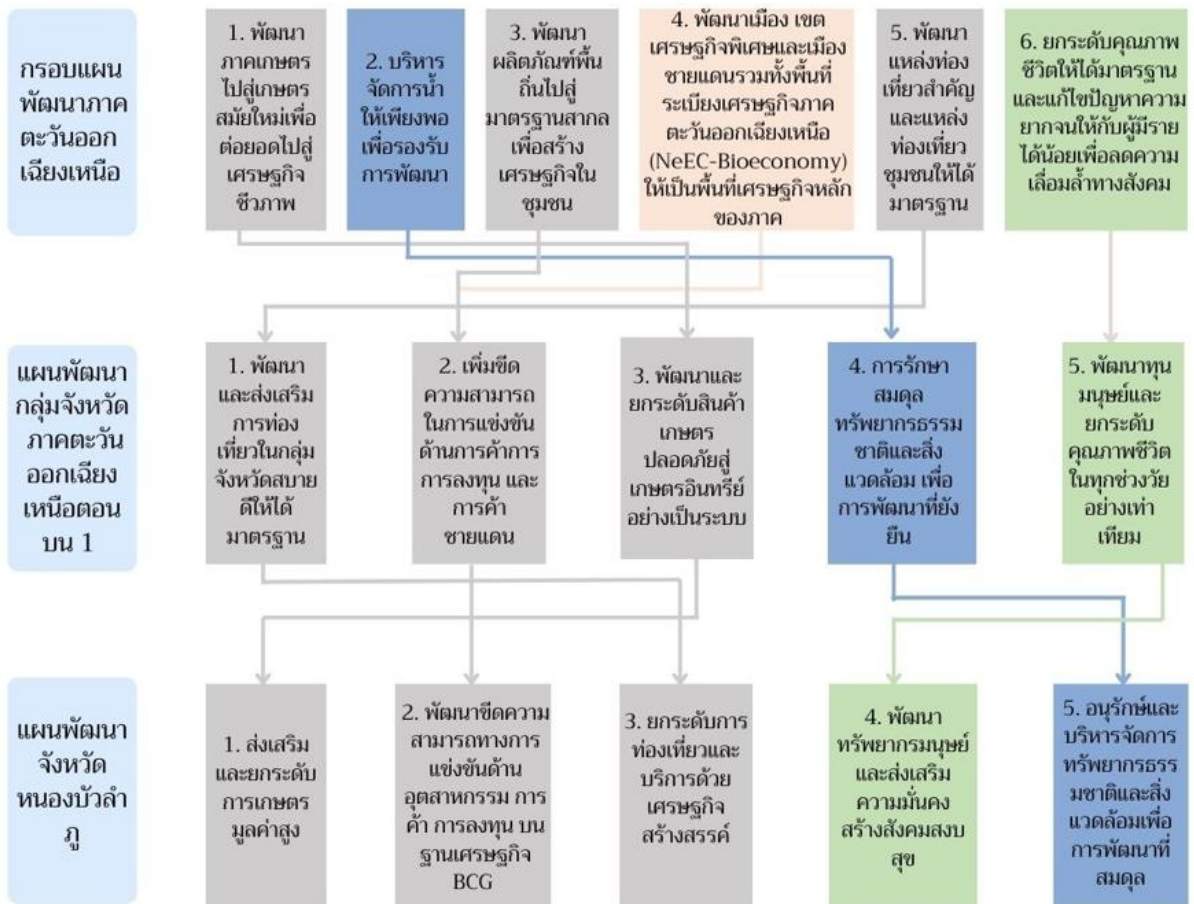 กรอบแผน
พัฒนาภาค
ตะวันออก
เฉียงเหนือ
1. พัฒนา
ภาคเกษตร
ไปสู่เกษตร
สมัยใหม่เพื่อ
ต่อยอดไปสู่
เศรษฐกิจ
ชีวภาพ
2. บริหาร
จัดการน้ำ
ให้เพียงพอ
เพื่อรองรับ
การพัฒนา
3. พัฒนา
ผลิตภัณฑ์พื้น
ถิ่นไปสู่
มาตรฐานสากล
เพื่อสร้าง
เศรษฐกิจใน
ชุมชน
4. พัฒนาเมือง เขต
เศรษฐกิจพิเศษและเมือง
ชายแดนรวมทั้งพื้นที่
ระเบียงเศรษฐกิจภาค
ตะวันออกเฉียงเหนือ
(NeEC-Bioeconomy)
ให้เป็นพื้นที่เศรษฐกิจหลัก
ของภาค
5. พัฒนา
แหล่งท่อง
เที่ยวสำคัญ
และแหล่ง
ท่องเที่ยว
ชุมชนให้ได้
มาตรฐาน
6. ยกระดับคุณภาพ
ชีวิตให้ได้มาตรฐาน
และแก้ไขปัญหาความ
ยากจนให้กับผู้มีราย
ได้น้อยเพื่อลดความ
เลื่อมล้ำทางสังคม
แผนพัฒนา
กลุ่มจังหวัด
ภาคตะวัน
ออกเฉียง
เหนือตอน
บน 1
1. พัฒนา
และส่งเสริม
การท่อง
เที่ยวในกลุ่ม
จังหวัดสบาย
ดีให้ได้
มาตรฐาน
2. เพิ่มขีด
ความสามารถ
ในการแข่งขัน
ด้านการค้าการ
การลงทุน และ
การค้า
ชายแดน
3. พัฒนาและ
ยกระดับสินค้า
เกษตร
ปลอดภัยสู่
เกษตรอินทรีย์
อย่างเป็นระบบ
4. การรักษา
สมดุล
ทรัพยากรธรรม
ชาติและสิ่ง
แวดล้อม เพื่อ
การพัฒนาที่ยั่ง
ยืน
5. พัฒนาทุน
มนุษย์และ
ยกระดับ
คุณภาพชีวิต
ในทุกช่วงวัย
อย่างเท่า
เทียม
แผนพัฒนา
จังหวัด
หนองบัวลำ
ภู
1. ส่งเสริม
และยกระดับ
การเกษตร
มูลค่าสูง
2. พัฒนาขีดความ
สามารถทางการ
แข่งขันด้าน
อุตสาหกรรม การ
ค้า การลงทุน บน
ฐานเศรษฐกิจ
BCG
3. ยกระดับการ
ท่องเที่ยวและ
บริการด้วย
เศรษฐกิจ
สร้างสรรค์
4. พัฒนา
ทรัพยากรมนุษย์
และส่งเสริม
ความมั่นคง
สร้างสังคมสงบ
สุข
5. อนุรักษ์และ
บริหารจัดการ
ทรัพยากรธรร
มชาติและสิ่ง
แวดล้อมเพื่อ
การพัฒนาที่
สมดุล